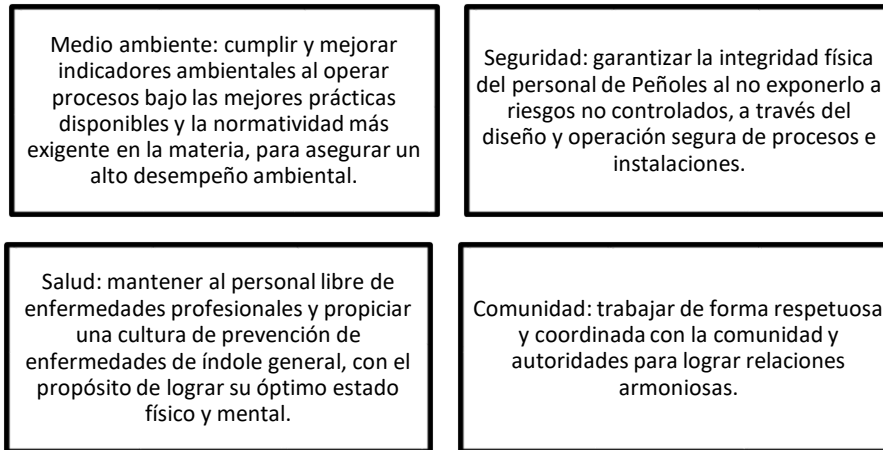 Medio ambiente: cumplir y mejorar
indicadores ambientales al operar
procesos bajo las mejores prácticas
disponibles y la normatividad más
exigente en la materia, para asegurar un
alto desempeño ambiental.
Seguridad: garantizar la integridad física
del personal de Peñoles al no exponerlo a
riesgos no controlados, a través del
diseño y operación segura de procesos e
instalaciones.
Salud: mantener al personal libre de
enfermedades profesionales y propiciar
una cultura de prevención de
enfermedades de índole general, con el
propósito de lograr su óptimo estado
físico y mental.
Comunidad: trabajar de forma respetuosa
y coordinada con la comunidad y
autoridades para lograr relaciones
armoniosas.